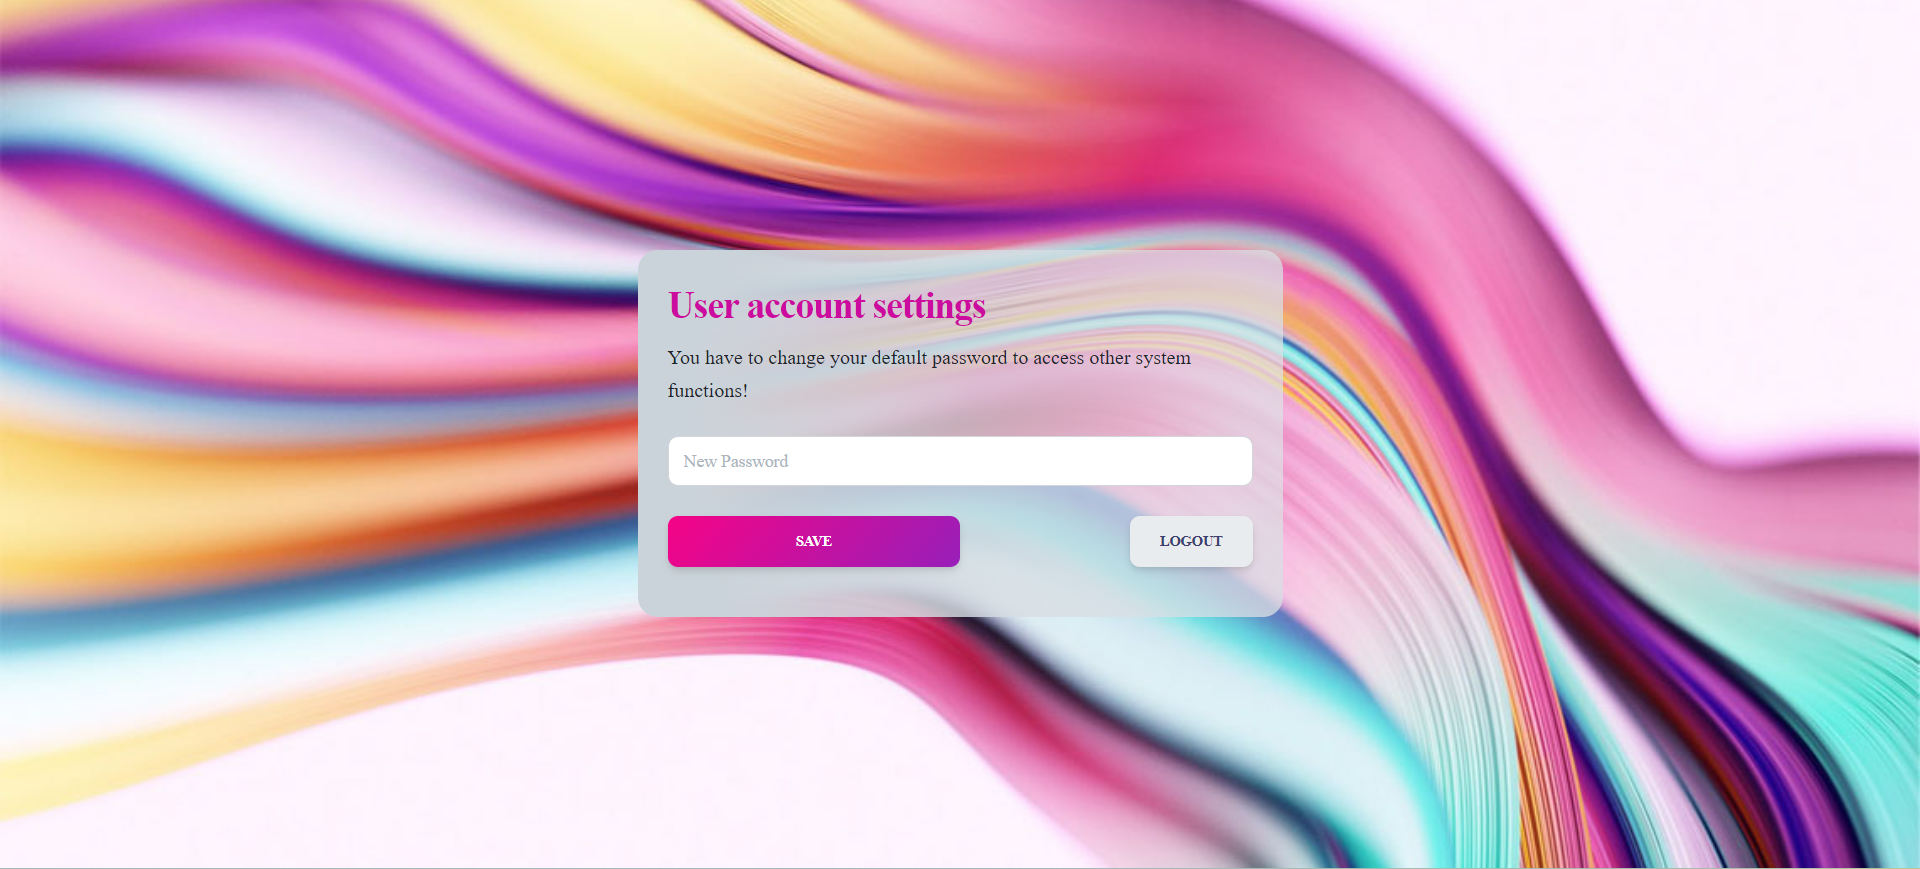 User account settings
You have to change your default password to access other system
functions!
New Password
SAVE
LOGOUT